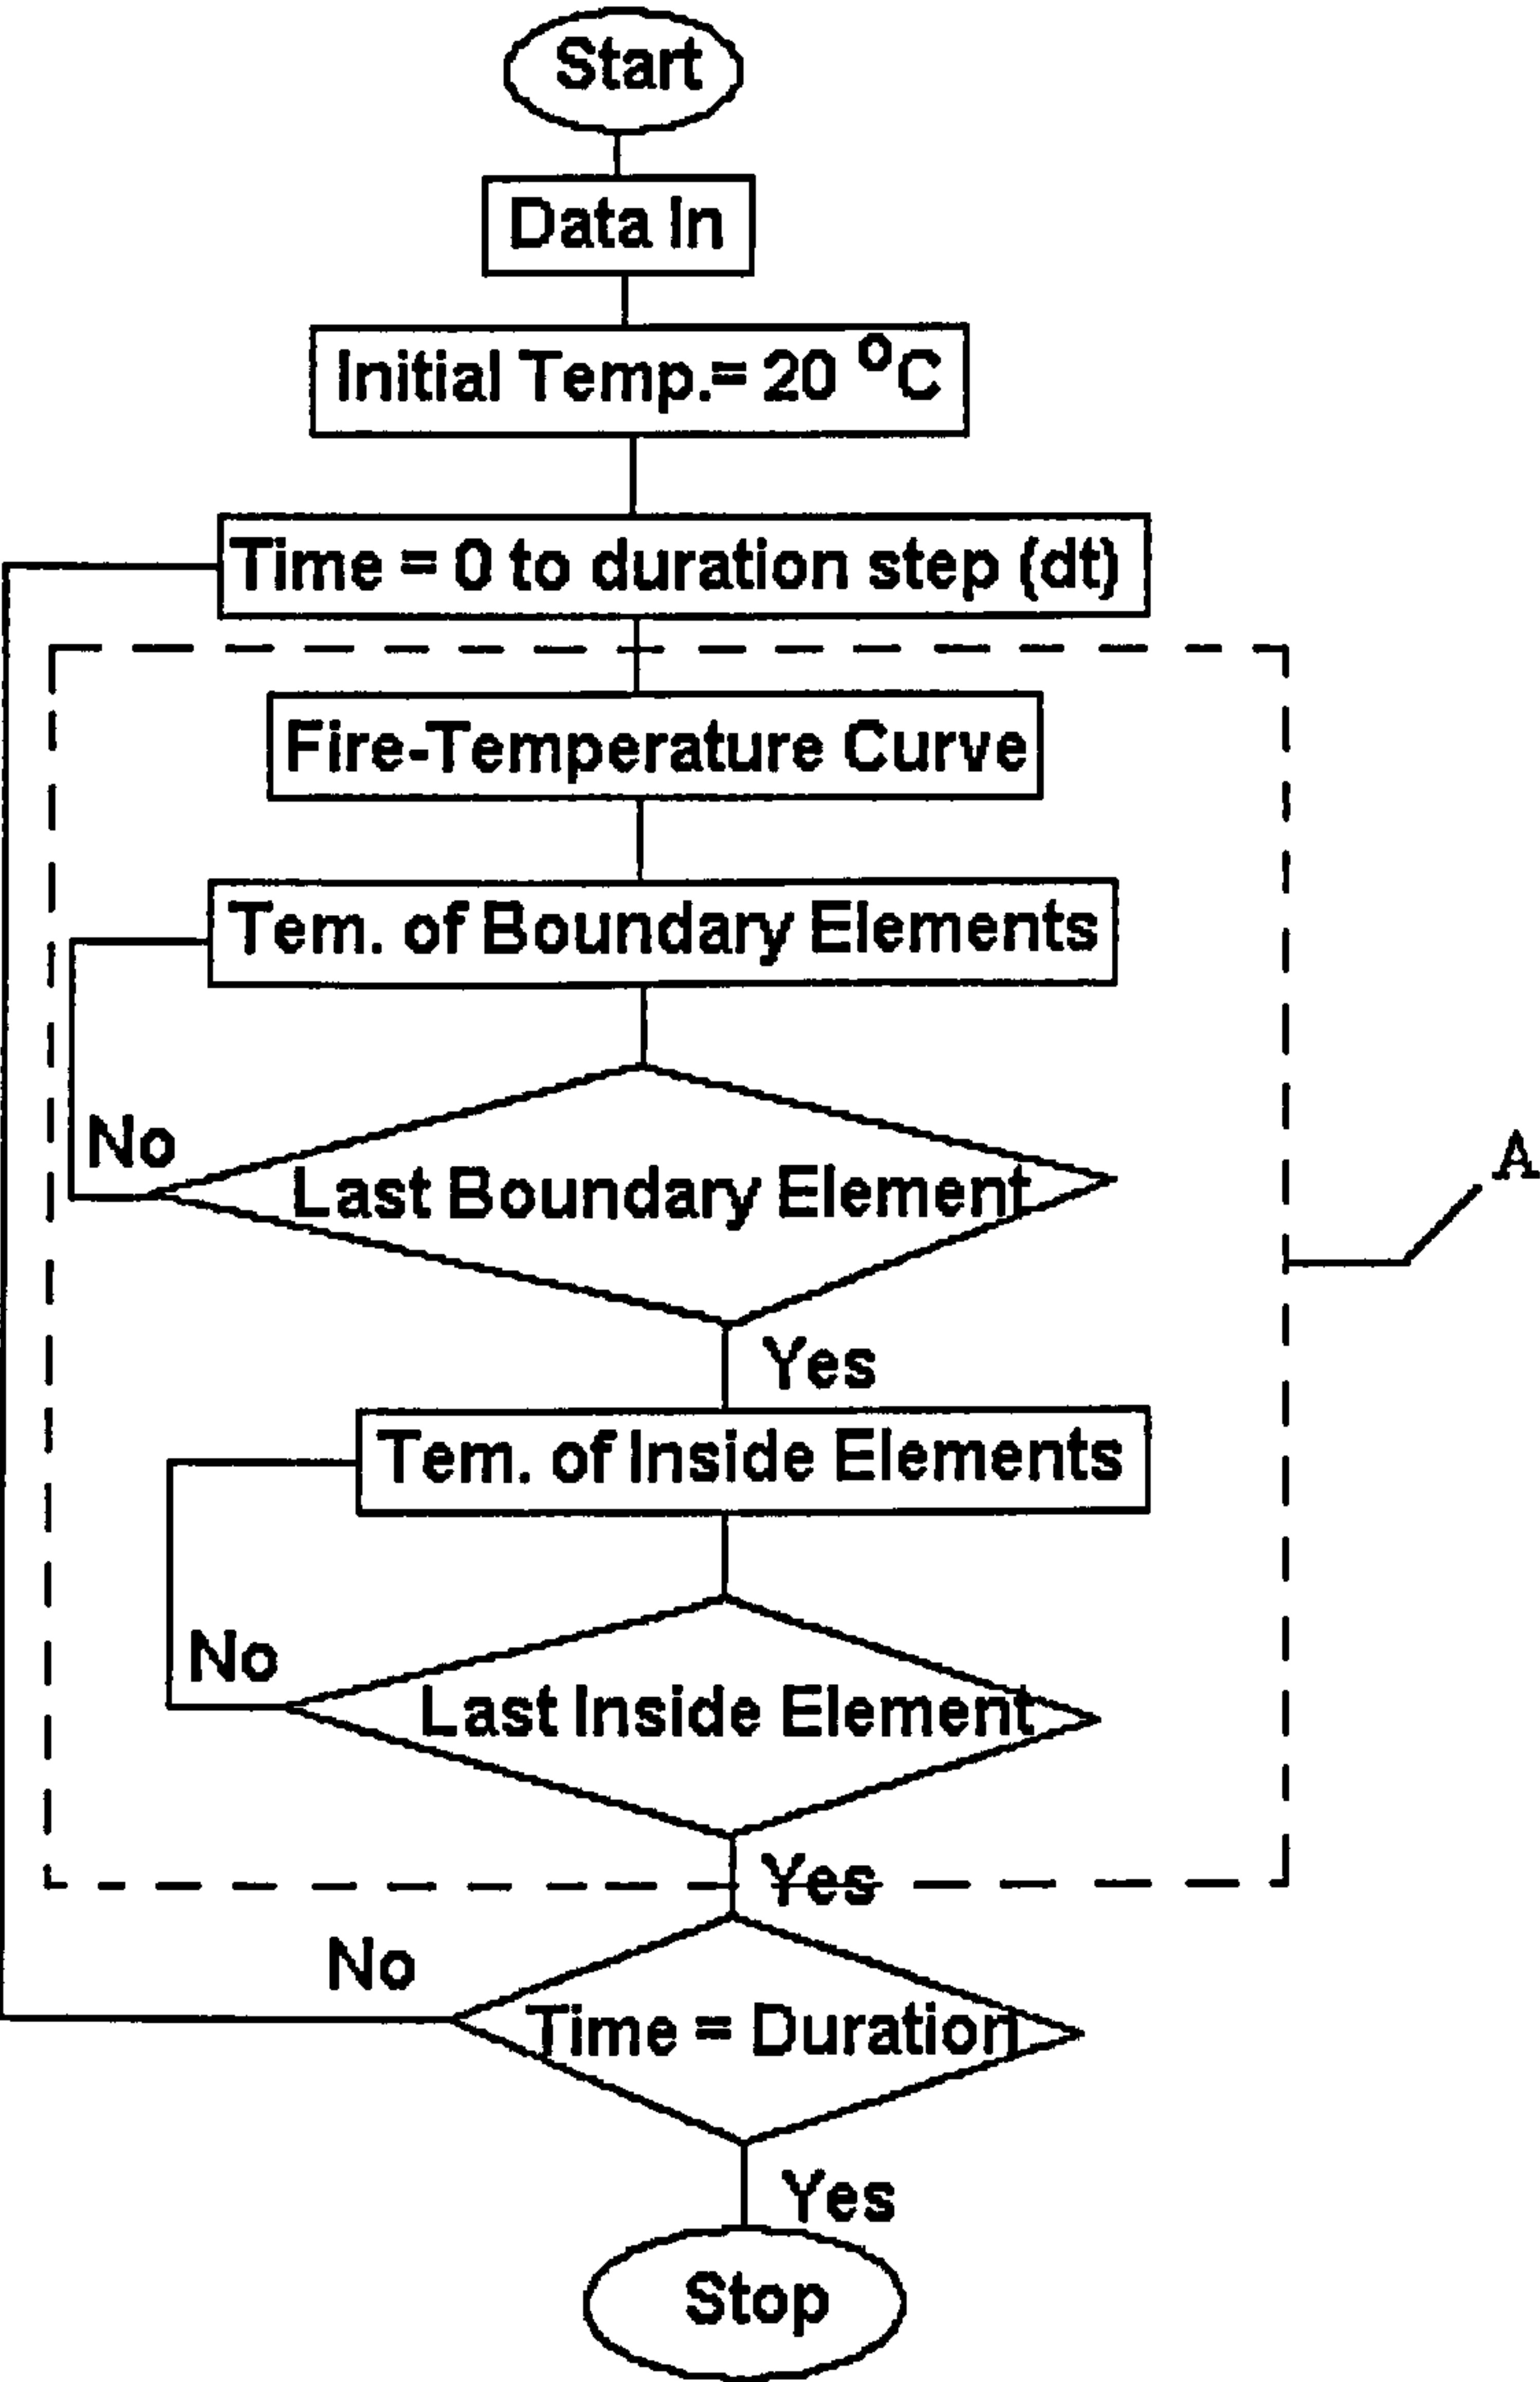 Start
Data In
Initial Temp.= 20 °C
Time = 0 to duration step (dt)
Fire-Temperature Curve
Tem. of Boundary Elements
No
Last Boundary Element
A
Yes
Tem. of Inside Elements
No
Last Inside Element
Yes
No
Time = Duration
Yes
Stop